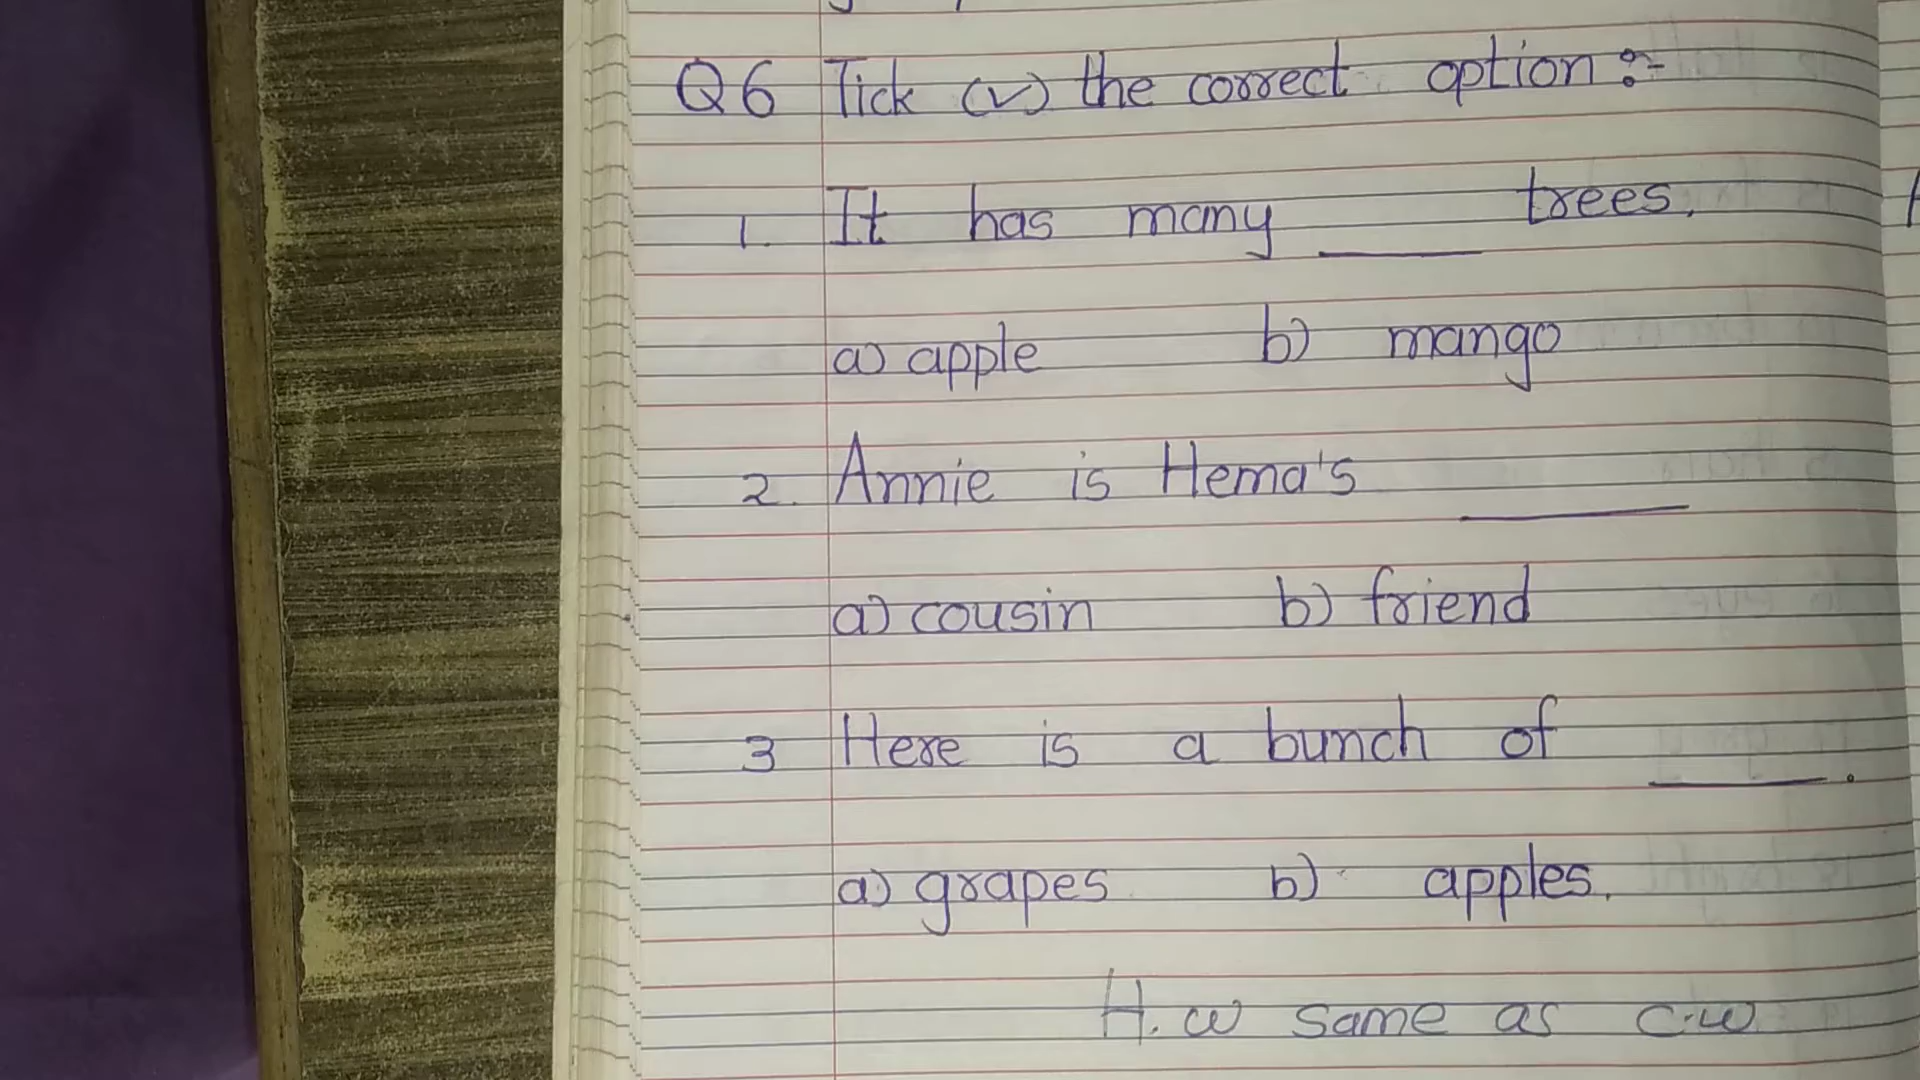 Q6 Tick (✓) the correct option :-
1. It has many ____ trees.
a) apple b) mango
2. Annie is Hema's ____
a) cousin b) friend
3 Here is a bunch of ____.
a) grapes b) apples.
H.w same as c.w